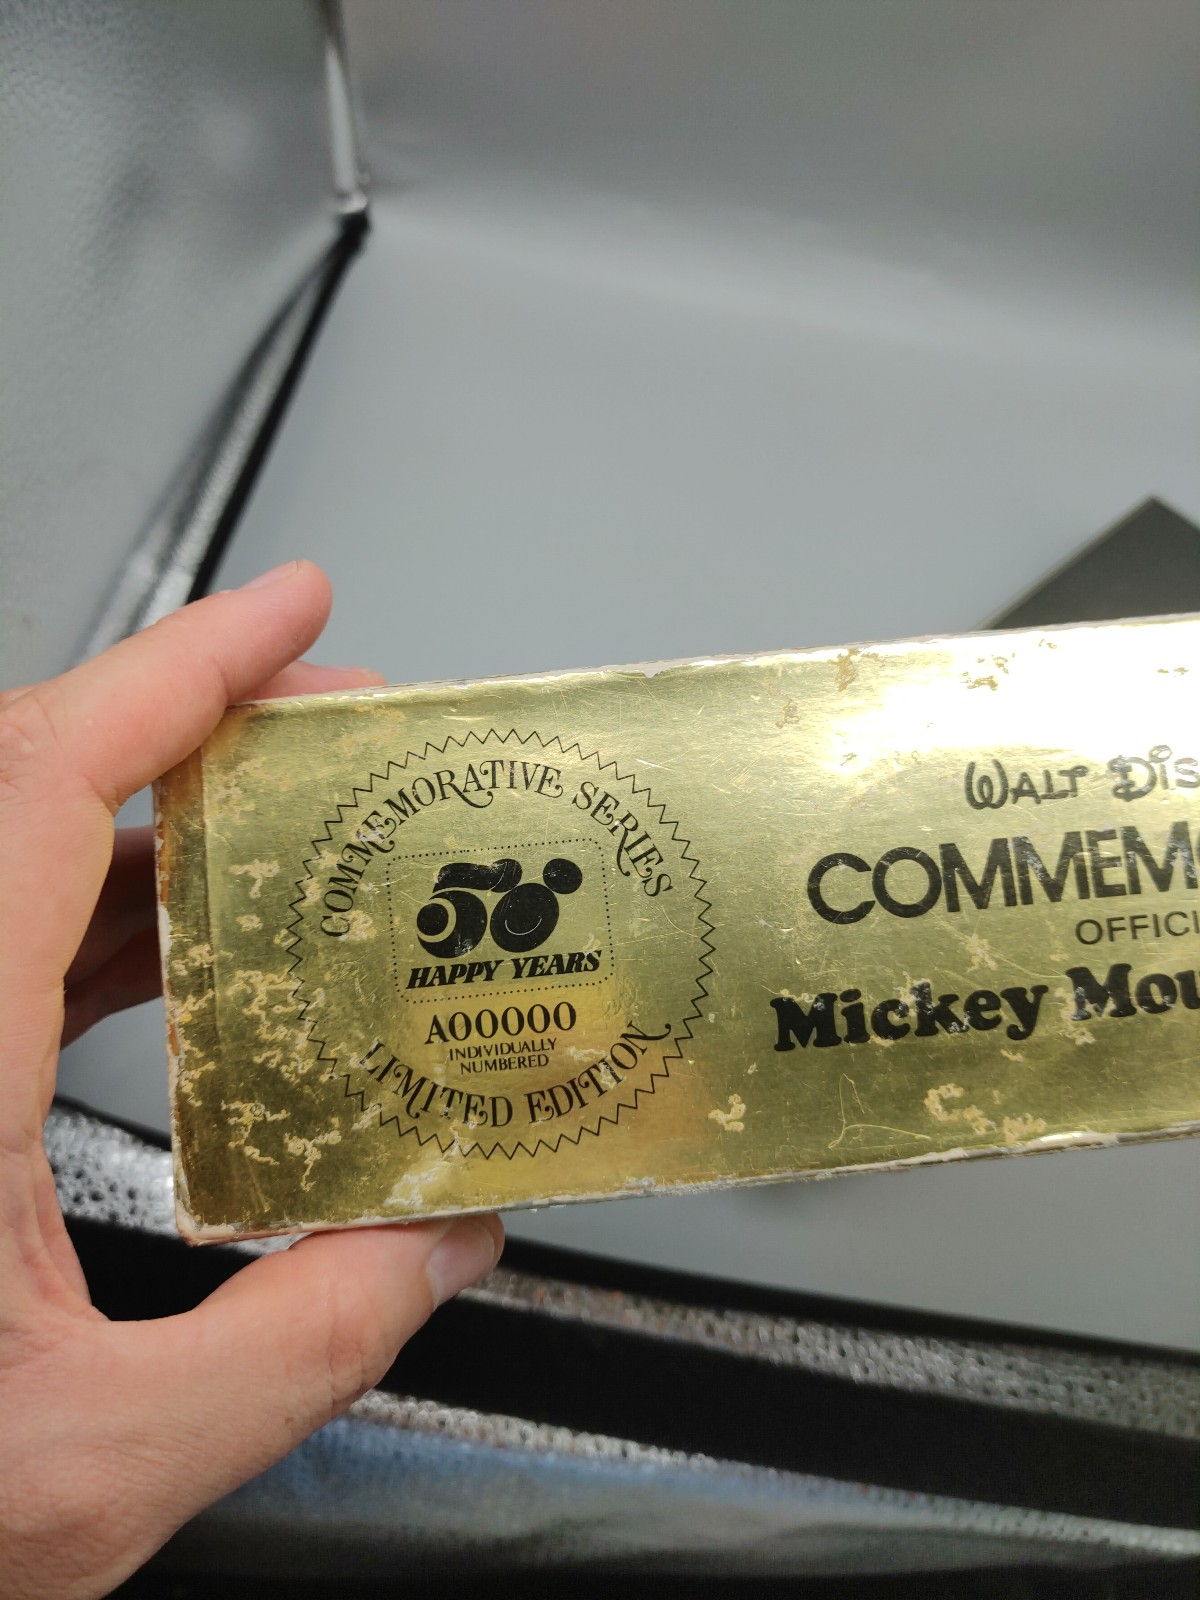 COMMEMORATIVE SERIES
50
HAPPY YEARS
A00000
INDIVIDUALLY
NUMBERED
LIMITED EDITION
WALT DIS
COMMEMO
OFFICI
Mickey Mou